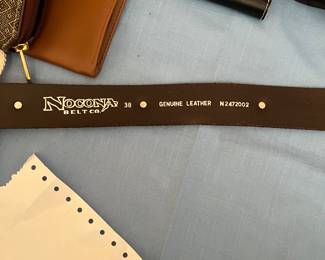 NOCONA 38 GENUINE LEATHER N2472002
BELT CO.